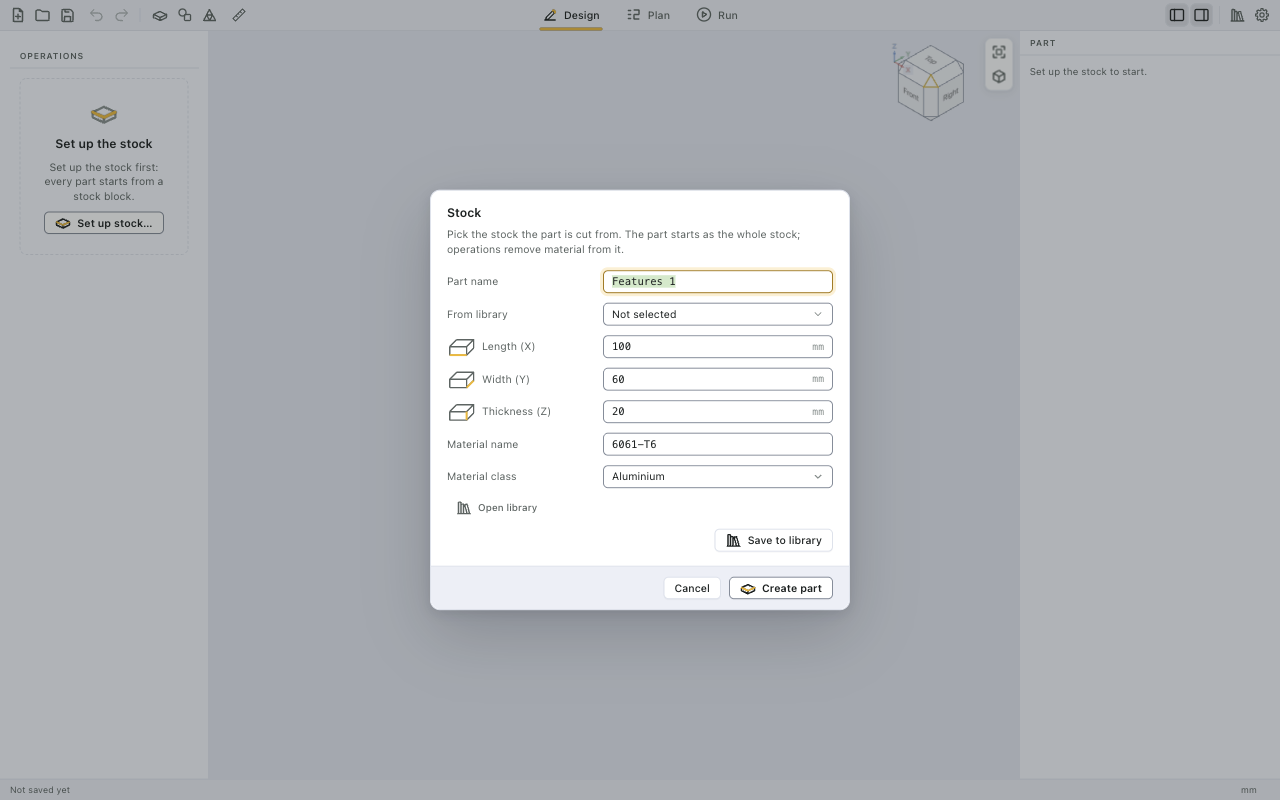 Design
Plan
Run
OPERATIONS
Set up the stock
Set up the stock first:
every part starts from a
stock block.
Set up stock...
Z
Y
X
Top
Front
Right
PART
Set up the stock to start.
Stock
Pick the stock the part is cut from. The part starts as the whole stock;
operations remove material from it.
Part name
Features 1
From library
Not selected
Length (X)
100 mm
Width (Y)
60 mm
Thickness (Z)
20 mm
Material name
6061-T6
Material class
Aluminium
Open library
Save to library
Cancel
Create part
Not saved yet
mm